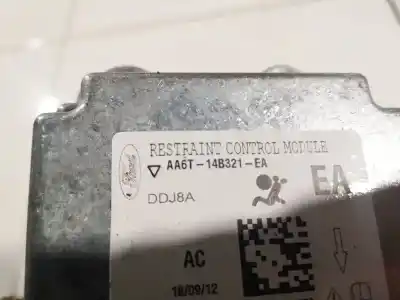 RESTRAINT CONTROL MODULE
AA6T-14B321-EA
DDJ8A
EA
AC
18/09/12